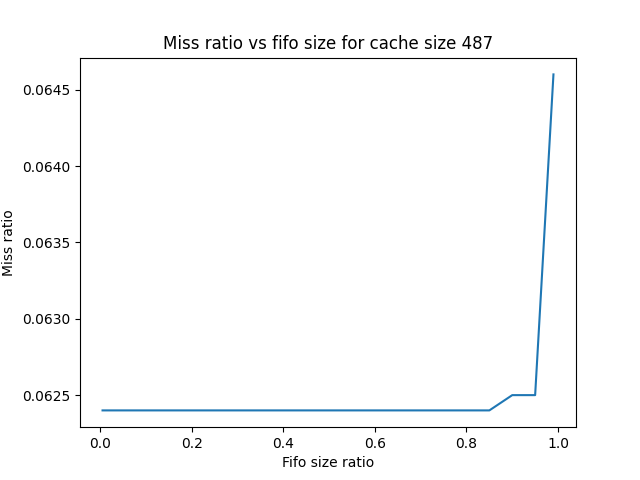 Miss ratio vs fifo size for cache size 487
0.0645
0.0640
0.0635
0.0630
0.0625
Miss ratio
0.0 0.2 0.4 0.6 0.8 1.0
Fifo size ratio